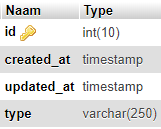 Naam Type
id int(10)
created_at timestamp
updated_at timestamp
type varchar(250)